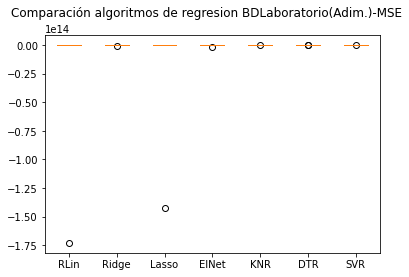 Comparación algoritmos de regresion BDLaboratorio(Adim.)-MSE
1e14
0.00
−0.25
−0.50
−0.75
−1.00
−1.25
−1.50
−1.75
RLin Ridge Lasso ElNet KNR DTR SVR